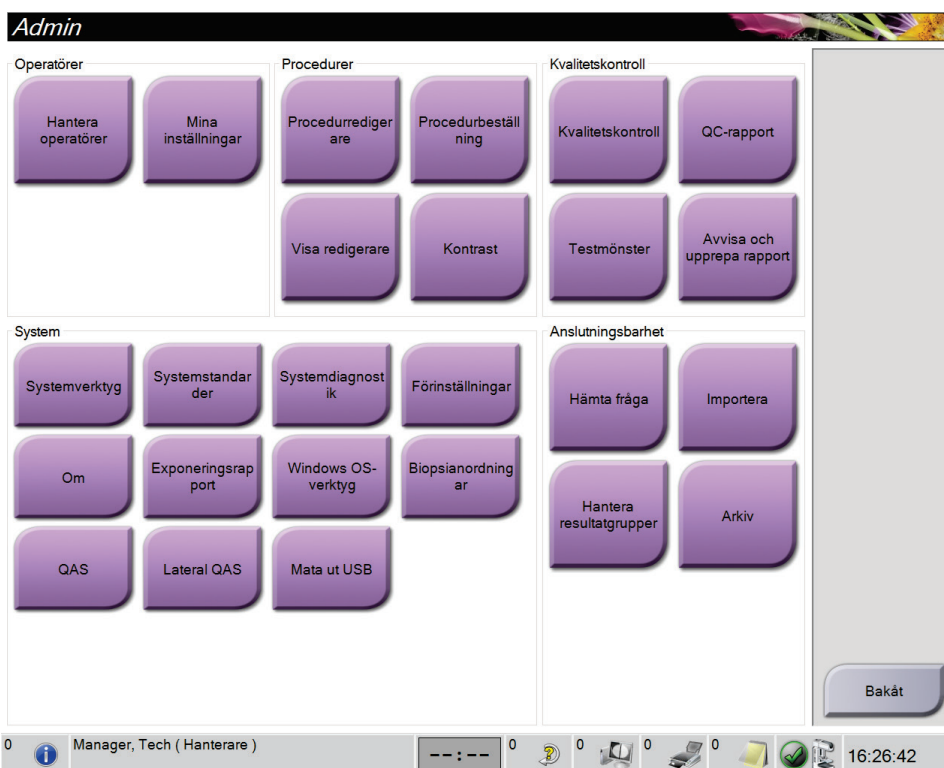 Admin
Operatörer
Hantera
operatörer
Mina
inställningar
Procedurer
Procedurrediger
are
Procedurbeställ
ning
Visa redigerare
Kontrast
Kvalitetskontroll
Kvalitetskontroll
QC-rapport
Testmönster
Avvisa och
upprepa rapport
System
Systemverktyg
Systemstandar
der
Systemdiagnost
ik
Förinställningar
Om
Exponeringsrap
port
Windows OS-
verktyg
Biopsianordning
ar
QAS
Lateral QAS
Mata ut USB
Anslutningsbarhet
Hämta fråga
Importera
Hantera
resultatgrupper
Arkiv
Bakåt
0
Manager, Tech ( Hanterare )
--:--
0
0
0
0
16:26:42